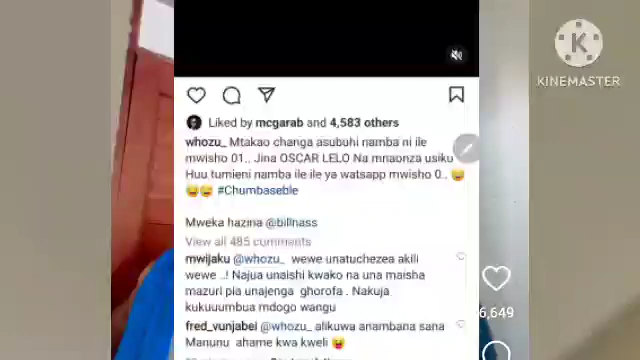 KINEMASTER
Liked by mcgarab and 4,583 others
whozu_ Mtakao changa asubuhi namba ni ile
mwisho 01.. Jina OSCAR LELO Na mnaonza usiku
Huu tumieni namba ile ile ya watsapp mwisho 0.. 😄
😄😄 #Chumbaseble
Mweka hazina @billnass
View all 485 comments
mwijaku @whozu_ wewe unatuchezea akili
wewe ..! Najua unaishi kwako na una maisha
mazuri pia unajenga ghorofa . Nakuja
kukuuumbua mdogo wangu
6,649
fred_vunjabei @whozu_ alikuwa anambana sana
Manunu ahame kwa kweli 😝